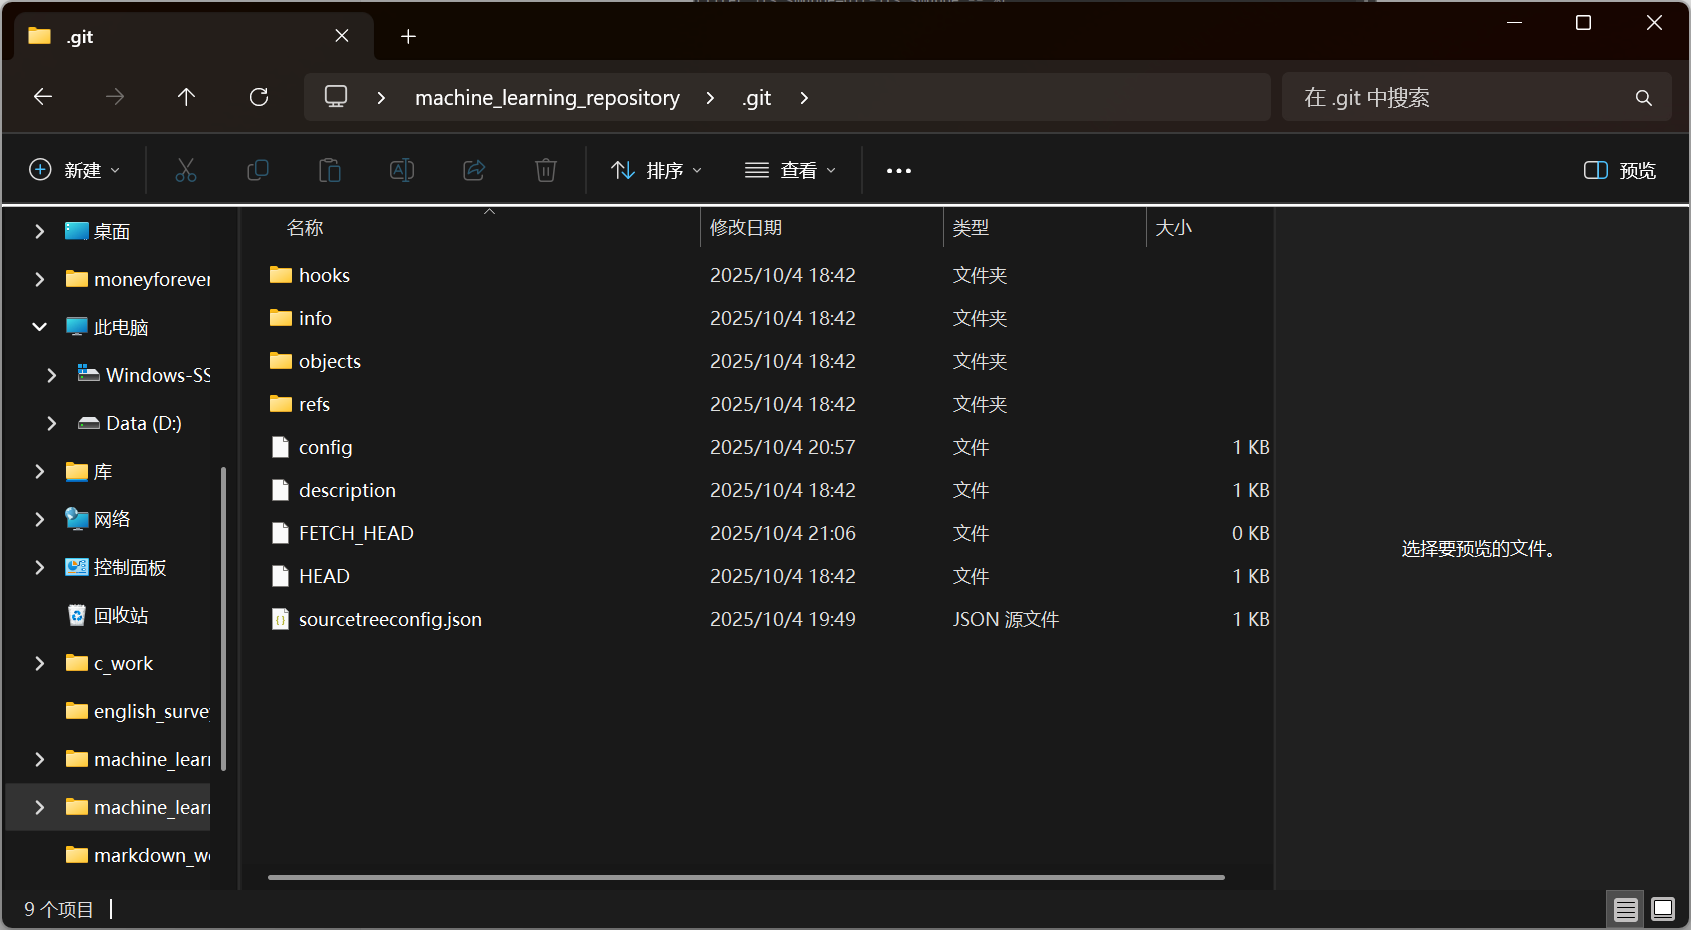 .git
machine_learning_repository
.git
在 .git 中搜索
新建
排序
查看
预览
桌面
moneyforever
此电脑
Windows-SS
Data (D:)
库
网络
控制面板
回收站
c_work
english_surve
machine_learn
machine_learn
markdown_w
名称
修改日期
类型
大小
hooks 2025/10/4 18:42 文件夹
info 2025/10/4 18:42 文件夹
objects 2025/10/4 18:42 文件夹
refs 2025/10/4 18:42 文件夹
config 2025/10/4 20:57 文件 1 KB
description 2025/10/4 18:42 文件 1 KB
FETCH_HEAD 2025/10/4 21:06 文件 0 KB
HEAD 2025/10/4 18:42 文件 1 KB
sourcetreeconfig.json 2025/10/4 19:49 JSON 源文件 1 KB
选择要预览的文件。
9 个项目